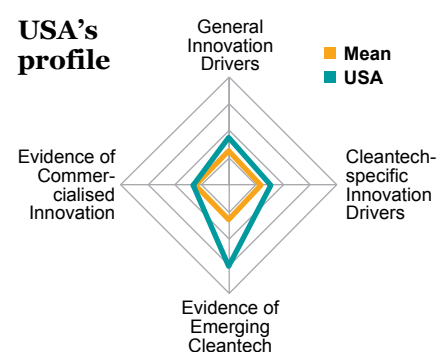 USA's
profile
General
Innovation
Drivers
Mean
USA
Evidence of
Commer-
cialised
Innovation
Cleantech-
specific
Innovation
Drivers
Evidence of
Emerging
Cleantech